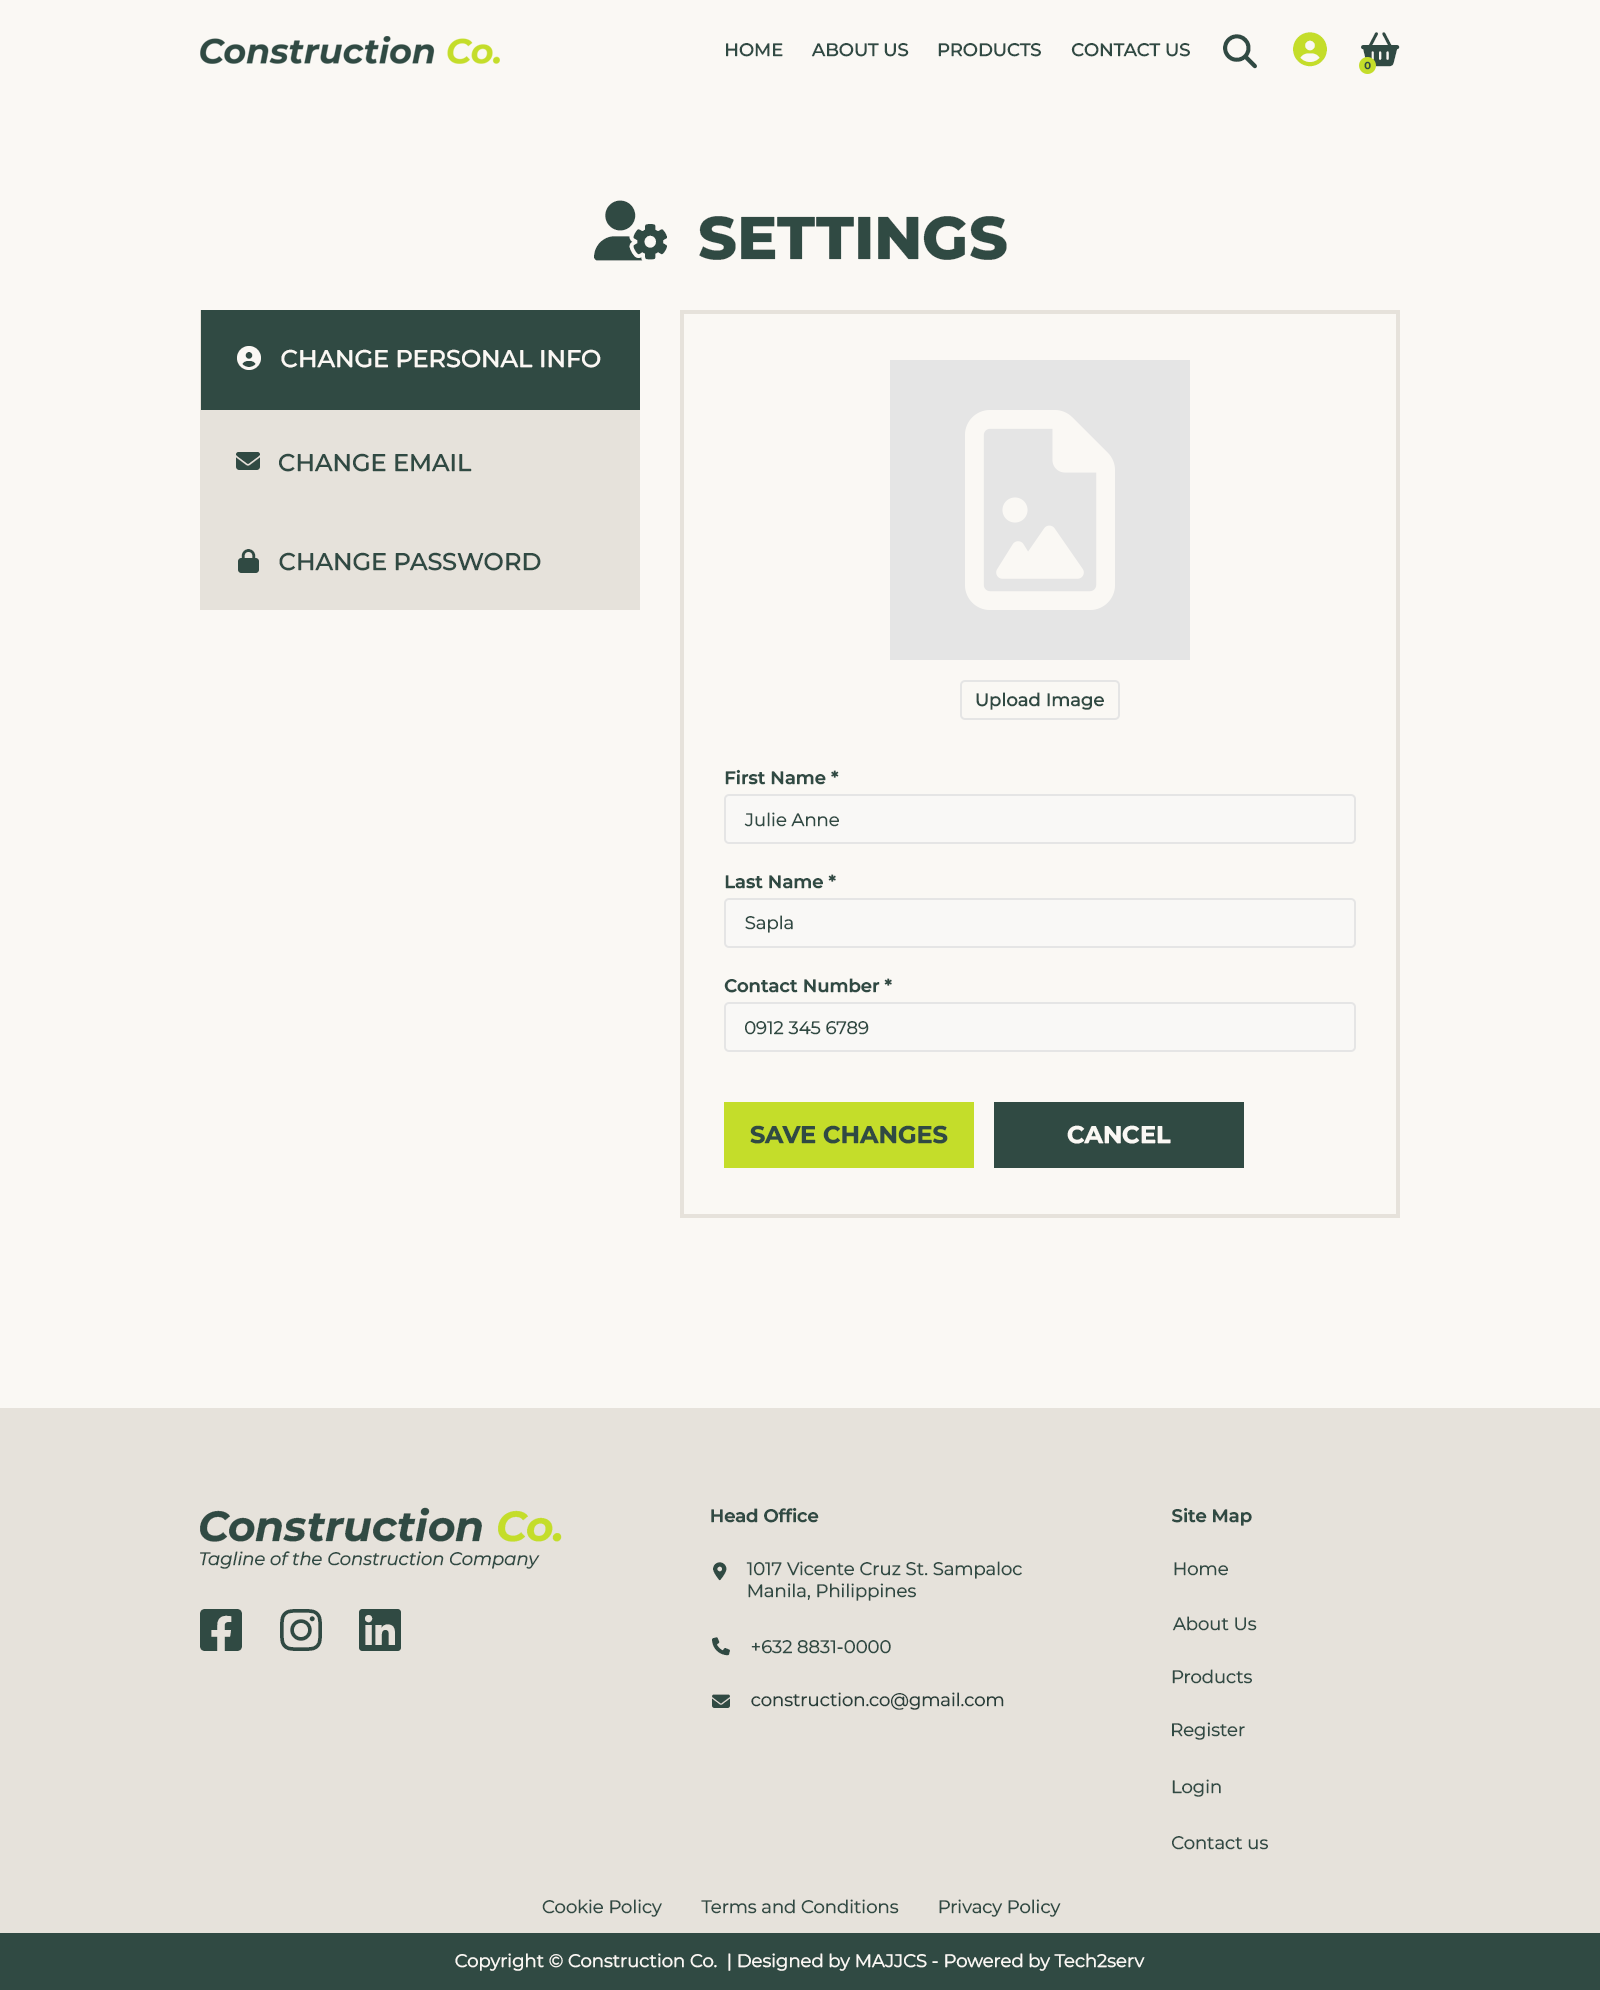 Construction Co.
HOME
ABOUT US
PRODUCTS
CONTACT US
0
SETTINGS
CHANGE PERSONAL INFO
CHANGE EMAIL
CHANGE PASSWORD
Upload Image
First Name *
Julie Anne
Last Name *
Sapla
Contact Number *
0912 345 6789
SAVE CHANGES
CANCEL
Construction Co.
Tagline of the Construction Company
Head Office
1017 Vicente Cruz St. Sampaloc
Manila, Philippines
+632 8831-0000
construction.co@gmail.com
Site Map
Home
About Us
Products
Register
Login
Contact us
Cookie Policy
Terms and Conditions
Privacy Policy
Copyright © Construction Co. | Designed by MAJJCS - Powered by Tech2serv